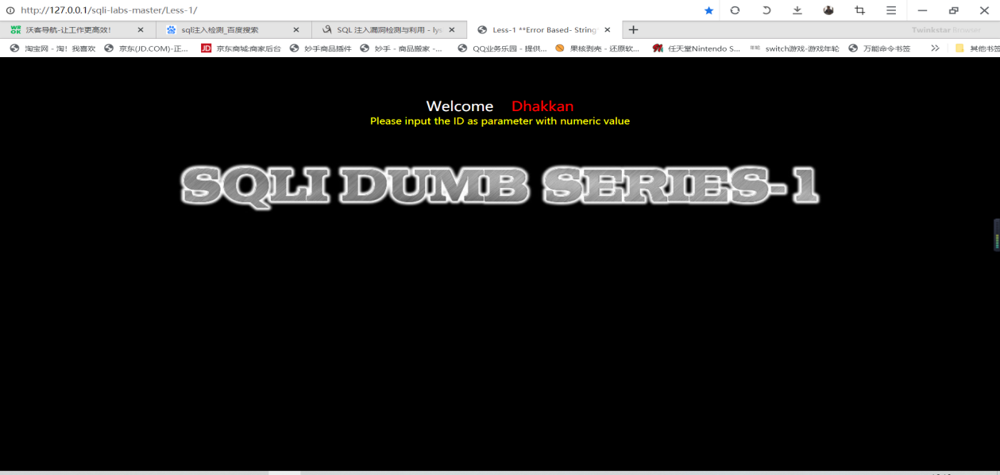 http://127.0.0.1/sqli-labs-master/Less-1/
WR OK 沃客导航-让工作更高效! sqli注入检测_百度搜索 SQL 注入漏洞检测与利用 - lys Less-1 **Error Based- String Twinkstar Browser
淘宝网 - 淘！我喜欢 京东(JD.COM)-正... JD 京东商城:商家后台 妙手商品插件 妙手 - 商品搬家 -... QQ业务乐园 - 提供... 果核剥壳 - 还原软... 任天堂Nintendo S... switch游戏-游戏年轮 万能命令书签 其他书签
Welcome Dhakkan
Please input the ID as parameter with numeric value
SQLI DUMB SERIES-1